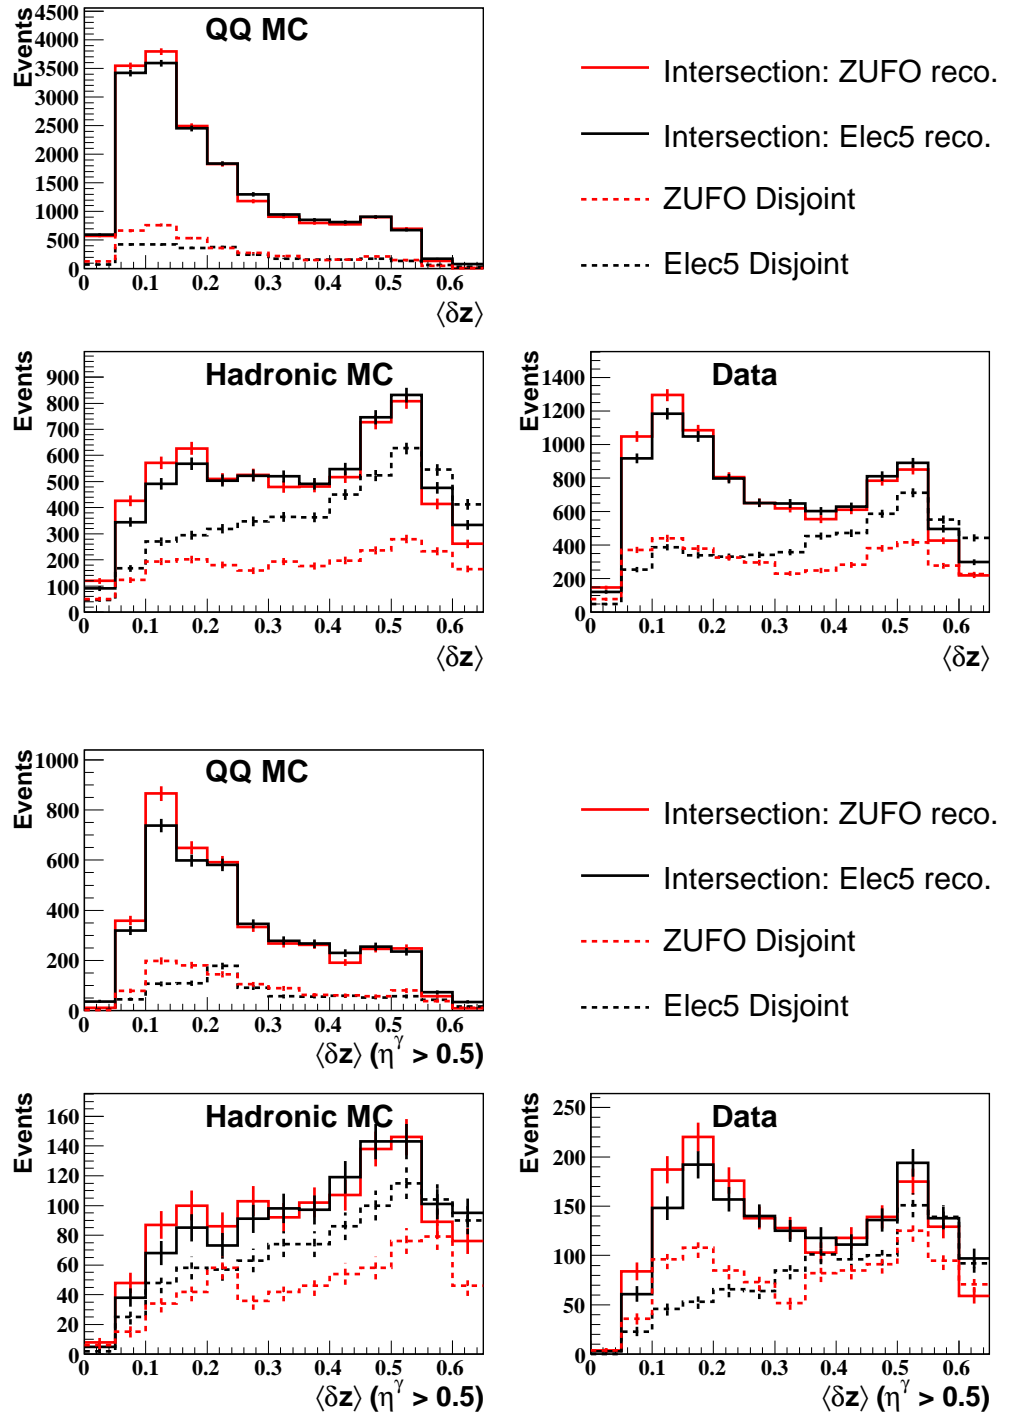 QQ MC
Events
4500
4000
3500
3000
2500
2000
1500
1000
500
0
0 0.1 0.2 0.3 0.4 0.5 0.6
⟨δz⟩
Intersection: ZUFO reco.
Intersection: Elec5 reco.
ZUFO Disjoint
Elec5 Disjoint
Hadronic MC
Events
900
800
700
600
500
400
300
200
100
0
0 0.1 0.2 0.3 0.4 0.5 0.6
⟨δz⟩
Data
Events
1400
1200
1000
800
600
400
200
0
0 0.1 0.2 0.3 0.4 0.5 0.6
⟨δz⟩
QQ MC
Events
1000
800
600
400
200
0
0 0.1 0.2 0.3 0.4 0.5 0.6
⟨δz⟩ (η^γ > 0.5)
Intersection: ZUFO reco.
Intersection: Elec5 reco.
ZUFO Disjoint
Elec5 Disjoint
Hadronic MC
Events
160
140
120
100
80
60
40
20
0
0 0.1 0.2 0.3 0.4 0.5 0.6
⟨δz⟩ (η^γ > 0.5)
Data
Events
250
200
150
100
50
0
0 0.1 0.2 0.3 0.4 0.5 0.6
⟨δz⟩ (η^γ > 0.5)